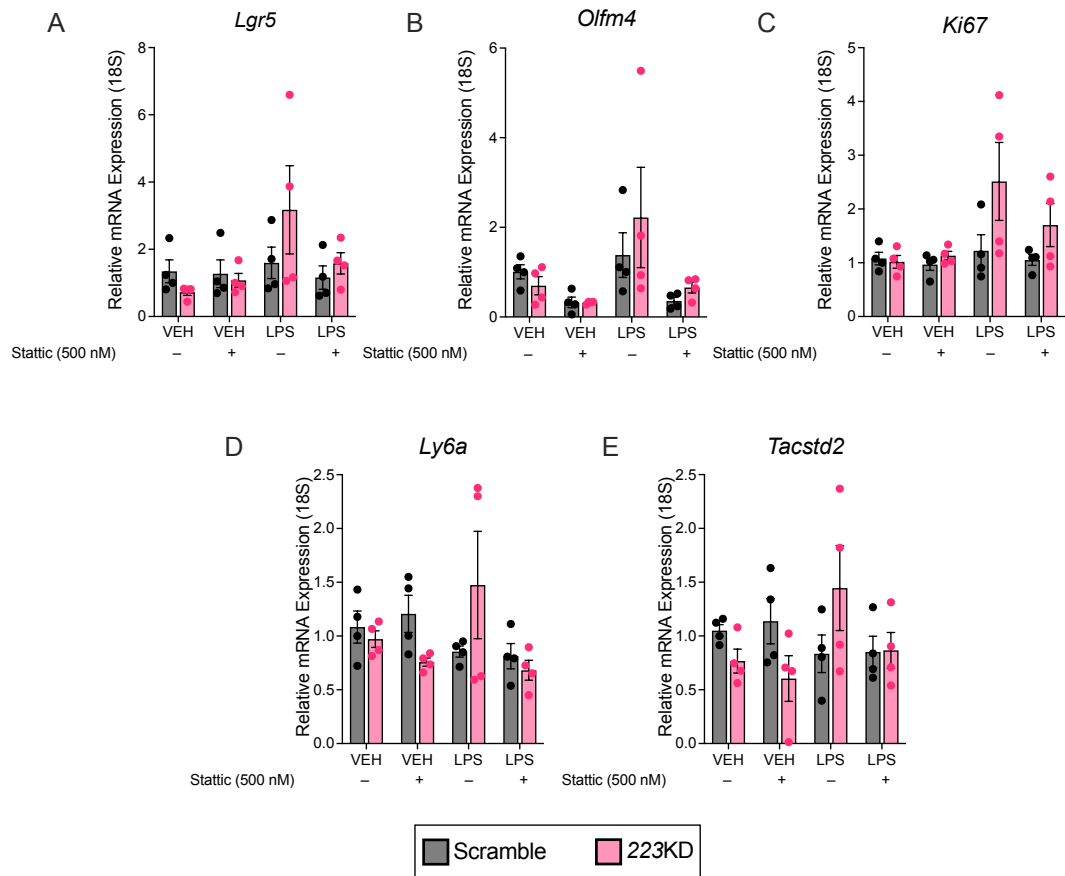 A
Lgr5
Relative mRNA Expression (18S)
8
6
4
2
0
VEH VEH LPS LPS
Stattic (500 nM) – + – +
B
Olfm4
Relative mRNA Expression (18S)
6
4
2
0
VEH VEH LPS LPS
Stattic (500 nM) – + – +
C
Ki67
Relative mRNA Expression (18S)
5
4
3
2
1
0
VEH VEH LPS LPS
Stattic (500 nM) – + – +
D
Ly6a
Relative mRNA Expression (18S)
2.5
2.0
1.5
1.0
0.5
0.0
VEH VEH LPS LPS
Stattic (500 nM) – + – +
E
Tacstd2
Relative mRNA Expression (18S)
2.5
2.0
1.5
1.0
0.5
0.0
VEH VEH LPS LPS
Stattic (500 nM) – + – +
Scramble 223KD